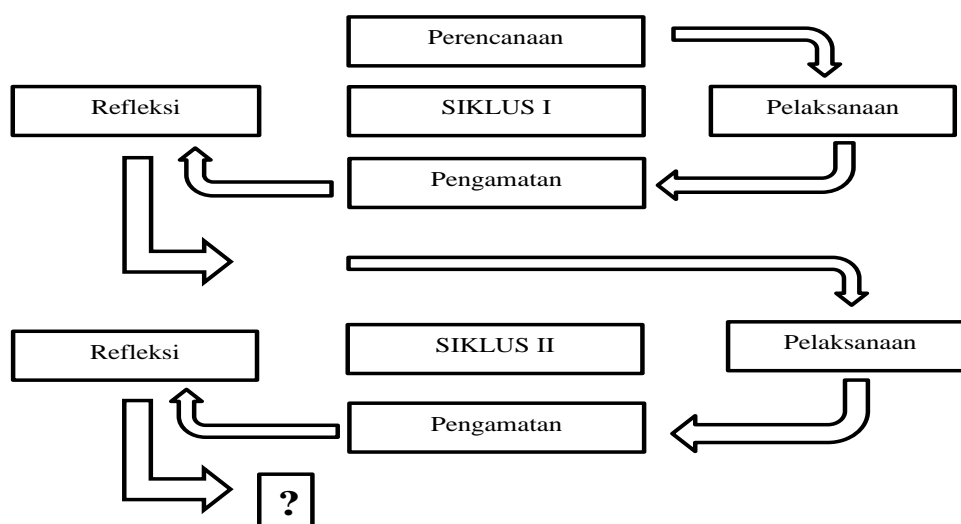 Perencanaan
Refleksi
SIKLUS I
Pelaksanaan
Pengamatan
Refleksi
SIKLUS II
Pelaksanaan
Pengamatan
?